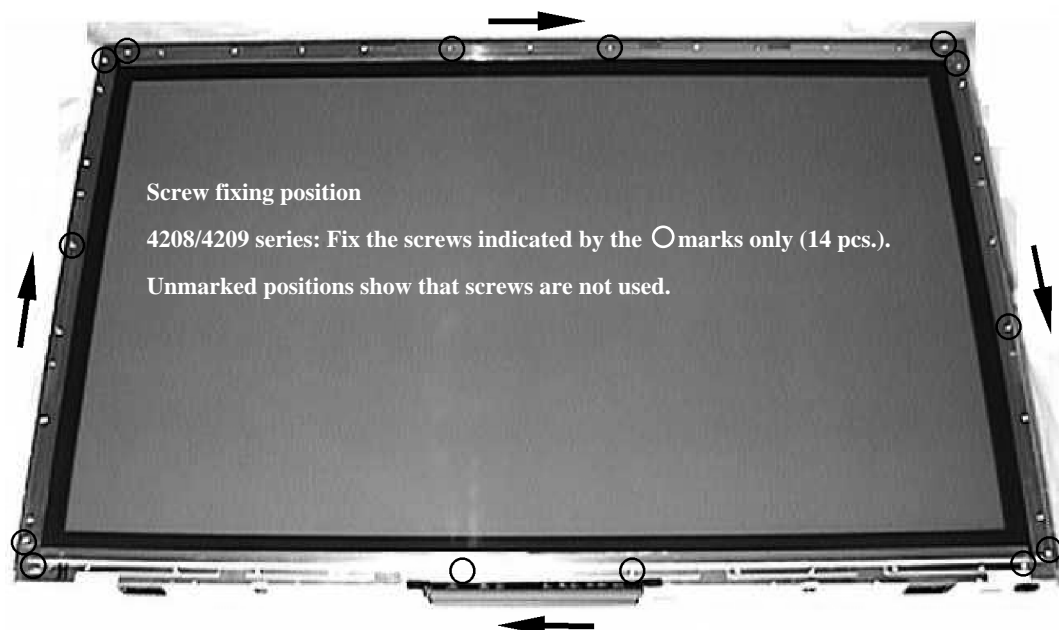 Screw fixing position
4208/4209 series: Fix the screws indicated by the ○ marks only (14 pcs.).
Unmarked positions show that screws are not used.